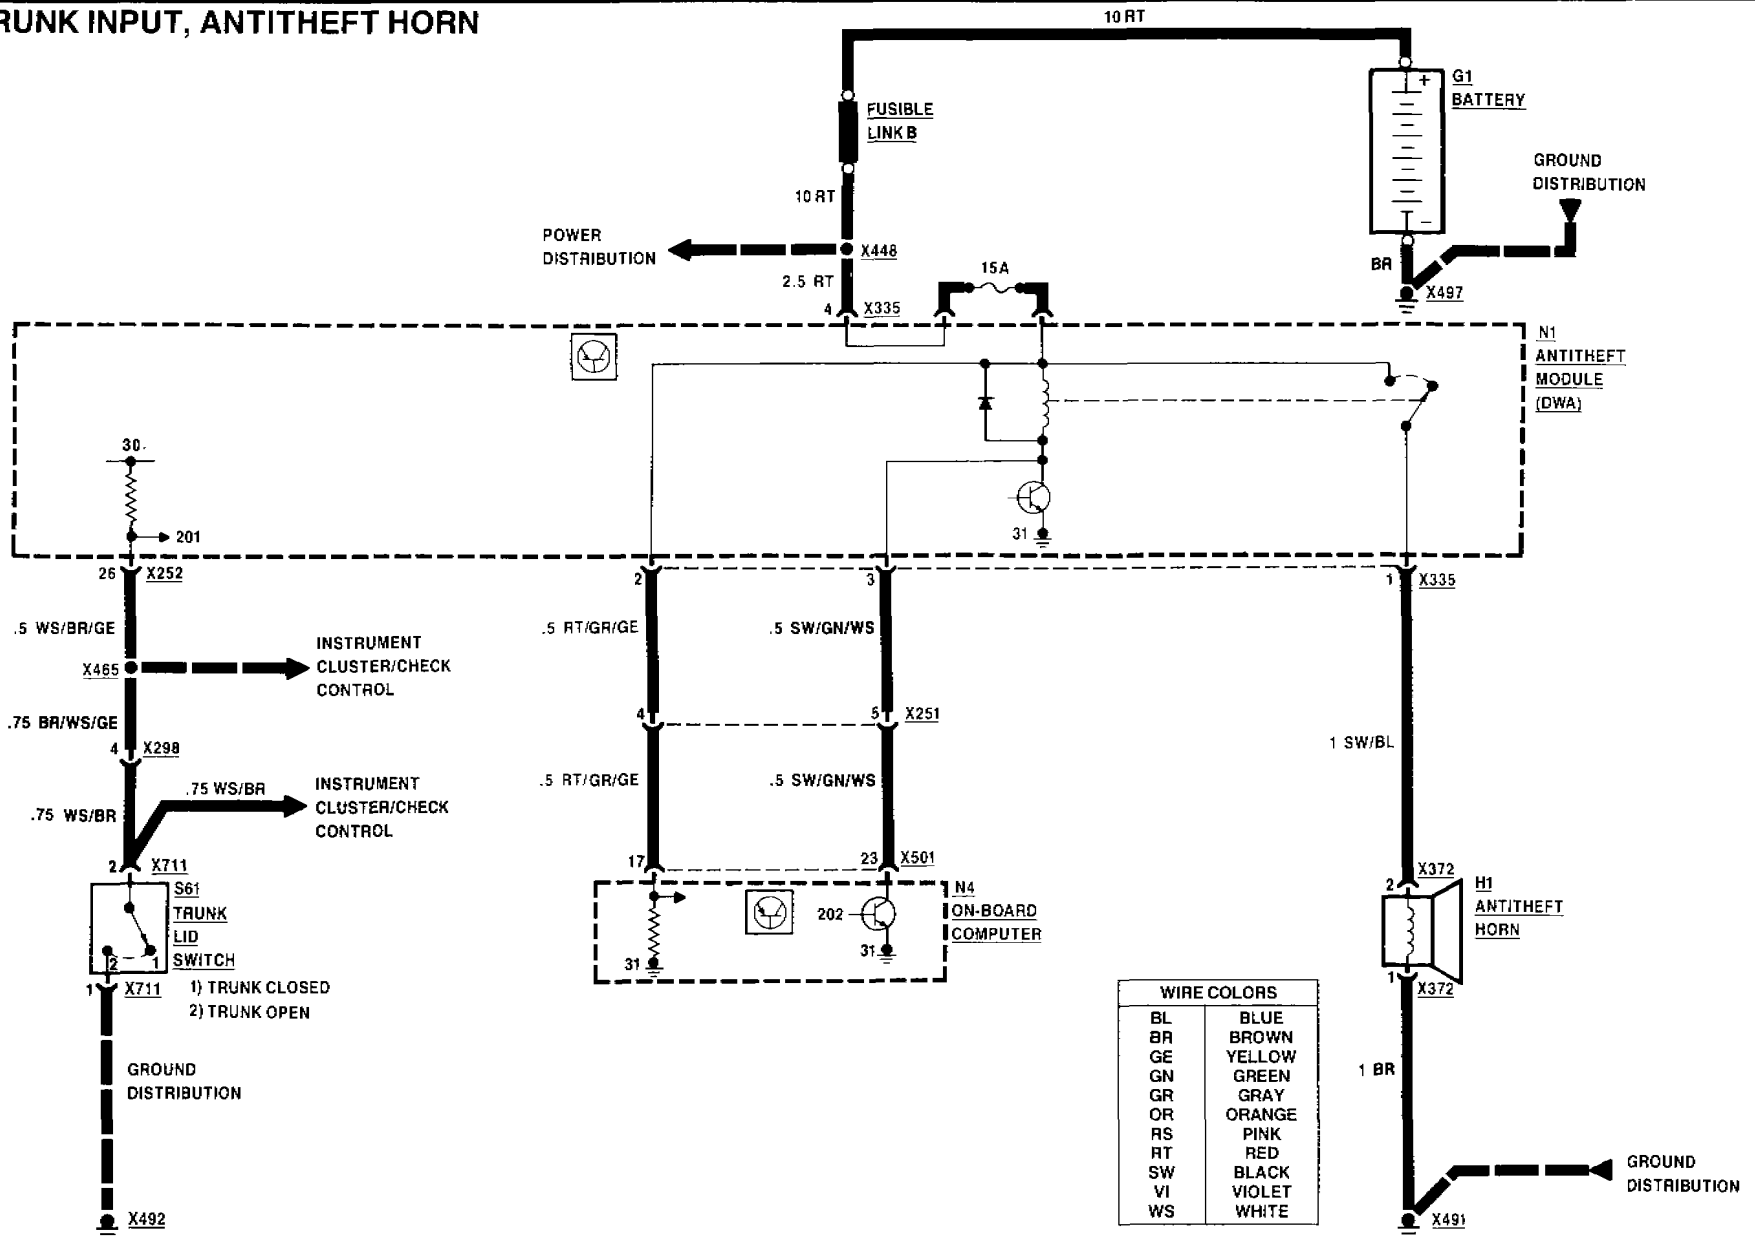 RUNK INPUT, ANTITHEFT HORN
10 RT
G1
BATTERY
+
−
FUSIBLE
LINK B
10 RT
GROUND
DISTRIBUTION
POWER
DISTRIBUTION
X448
BR
X497
2.5 RT
15A
4
X335
N1
ANTITHEFT
MODULE
(DWA)
30
201
31
26
X252
2
3
1
X335
.5 WS/BR/GE
.5 RT/GR/GE
.5 SW/GN/WS
X465
INSTRUMENT
CLUSTER/CHECK
CONTROL
.75 BR/WS/GE
4
X298
4
5
X251
1 SW/BL
.75 WS/BR
INSTRUMENT
CLUSTER/CHECK
CONTROL
.75 WS/BR
.5 RT/GR/GE
.5 SW/GN/WS
2
X711
17
23
X501
2
X372
S61
TRUNK
LID
SWITCH
2
1
1
X711
1) TRUNK CLOSED
2) TRUNK OPEN
202
31
31
N4
ON-BOARD
COMPUTER
H1
ANTITHEFT
HORN
1
X372
WIRE COLORS
BL BLUE
BR BROWN
GE YELLOW
GN GREEN
GR GRAY
OR ORANGE
RS PINK
RT RED
SW BLACK
VI VIOLET
WS WHITE
GROUND
DISTRIBUTION
1 BR
GROUND
DISTRIBUTION
X492
X491